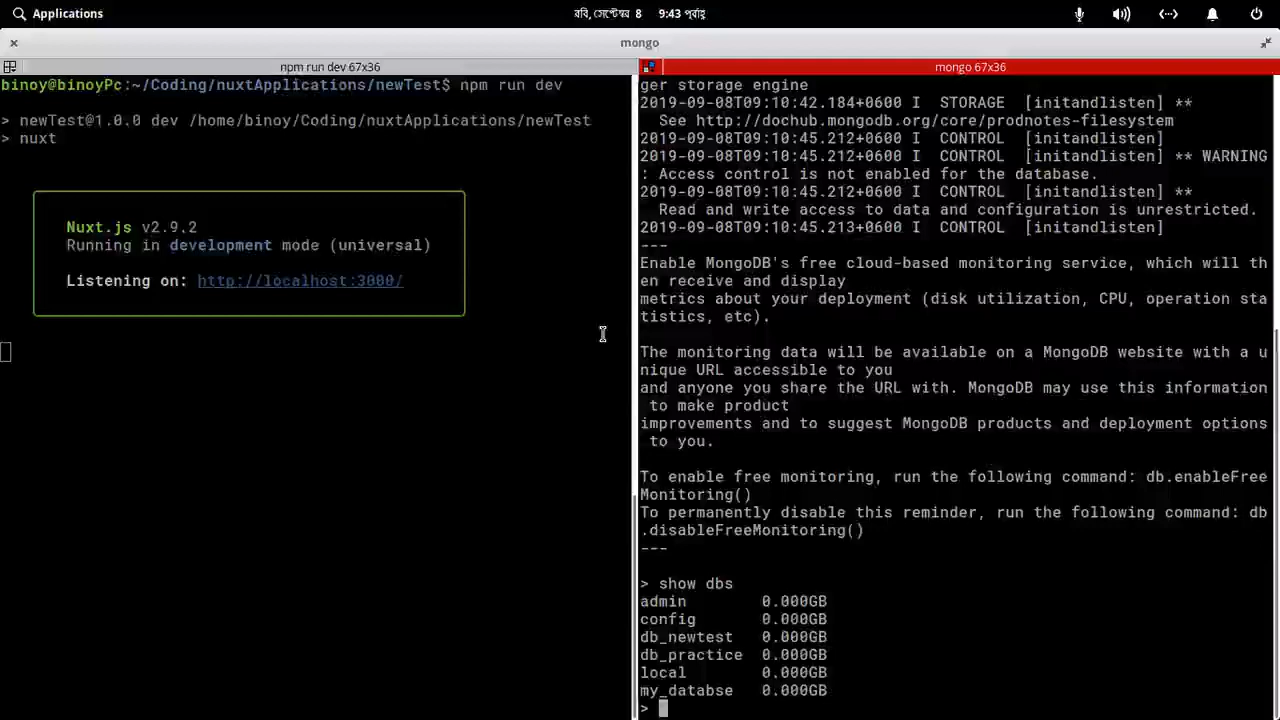 Applications
রবি, সেপ্টেম্বর 8 9:43 পূর্বাহ্ণ
mongo
npm run dev 67x36
binoy@binoyPc:~/Coding/nuxtApplications/newTest$ npm run dev
> newTest@1.0.0 dev /home/binoy/Coding/nuxtApplications/newTest
> nuxt
Nuxt.js v2.9.2
Running in development mode (universal)
Listening on: http://localhost:3000/
mongo 67x36
ger storage engine
2019-09-08T09:10:42.184+0600 I  STORAGE  [initandlisten] **
See http://dochub.mongodb.org/core/prodnotes-filesystem
2019-09-08T09:10:45.212+0600 I  CONTROL  [initandlisten]
2019-09-08T09:10:45.212+0600 I  CONTROL  [initandlisten] ** WARNING
: Access control is not enabled for the database.
2019-09-08T09:10:45.212+0600 I  CONTROL  [initandlisten] **
Read and write access to data and configuration is unrestricted.
2019-09-08T09:10:45.213+0600 I  CONTROL  [initandlisten]
---
Enable MongoDB's free cloud-based monitoring service, which will th
en receive and display
metrics about your deployment (disk utilization, CPU, operation sta
tistics, etc).
The monitoring data will be available on a MongoDB website with a u
nique URL accessible to you
and anyone you share the URL with. MongoDB may use this information
to make product
improvements and to suggest MongoDB products and deployment options
to you.
To enable free monitoring, run the following command: db.enableFree
Monitoring()
To permanently disable this reminder, run the following command: db
.disableFreeMonitoring()
---
> show dbs
admin 0.000GB
config 0.000GB
db_newtest 0.000GB
db_practice 0.000GB
local 0.000GB
my_databse 0.000GB
>